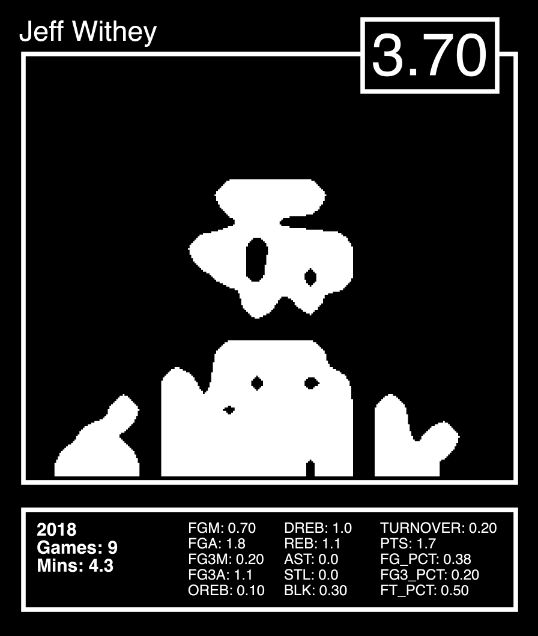 Jeff Withey
3.70
2018
Games: 9
Mins: 4.3
FGM: 0.70
FGA: 1.8
FG3M: 0.20
FG3A: 1.1
OREB: 0.10
DREB: 1.0
REB: 1.1
AST: 0.0
STL: 0.0
BLK: 0.30
TURNOVER: 0.20
PTS: 1.7
FG_PCT: 0.38
FG3_PCT: 0.20
FT_PCT: 0.50